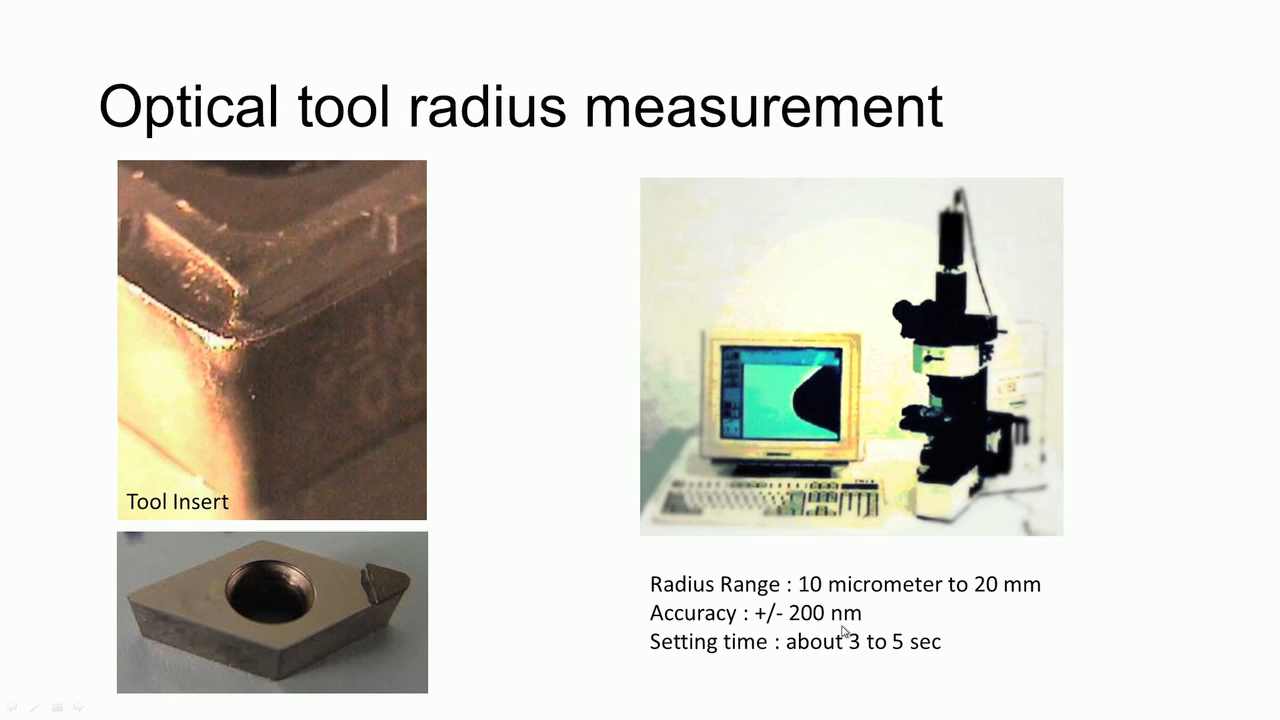 Optical tool radius measurement
Tool Insert
Radius Range : 10 micrometer to 20 mm
Accuracy : +/- 200 nm
Setting time : about 3 to 5 sec